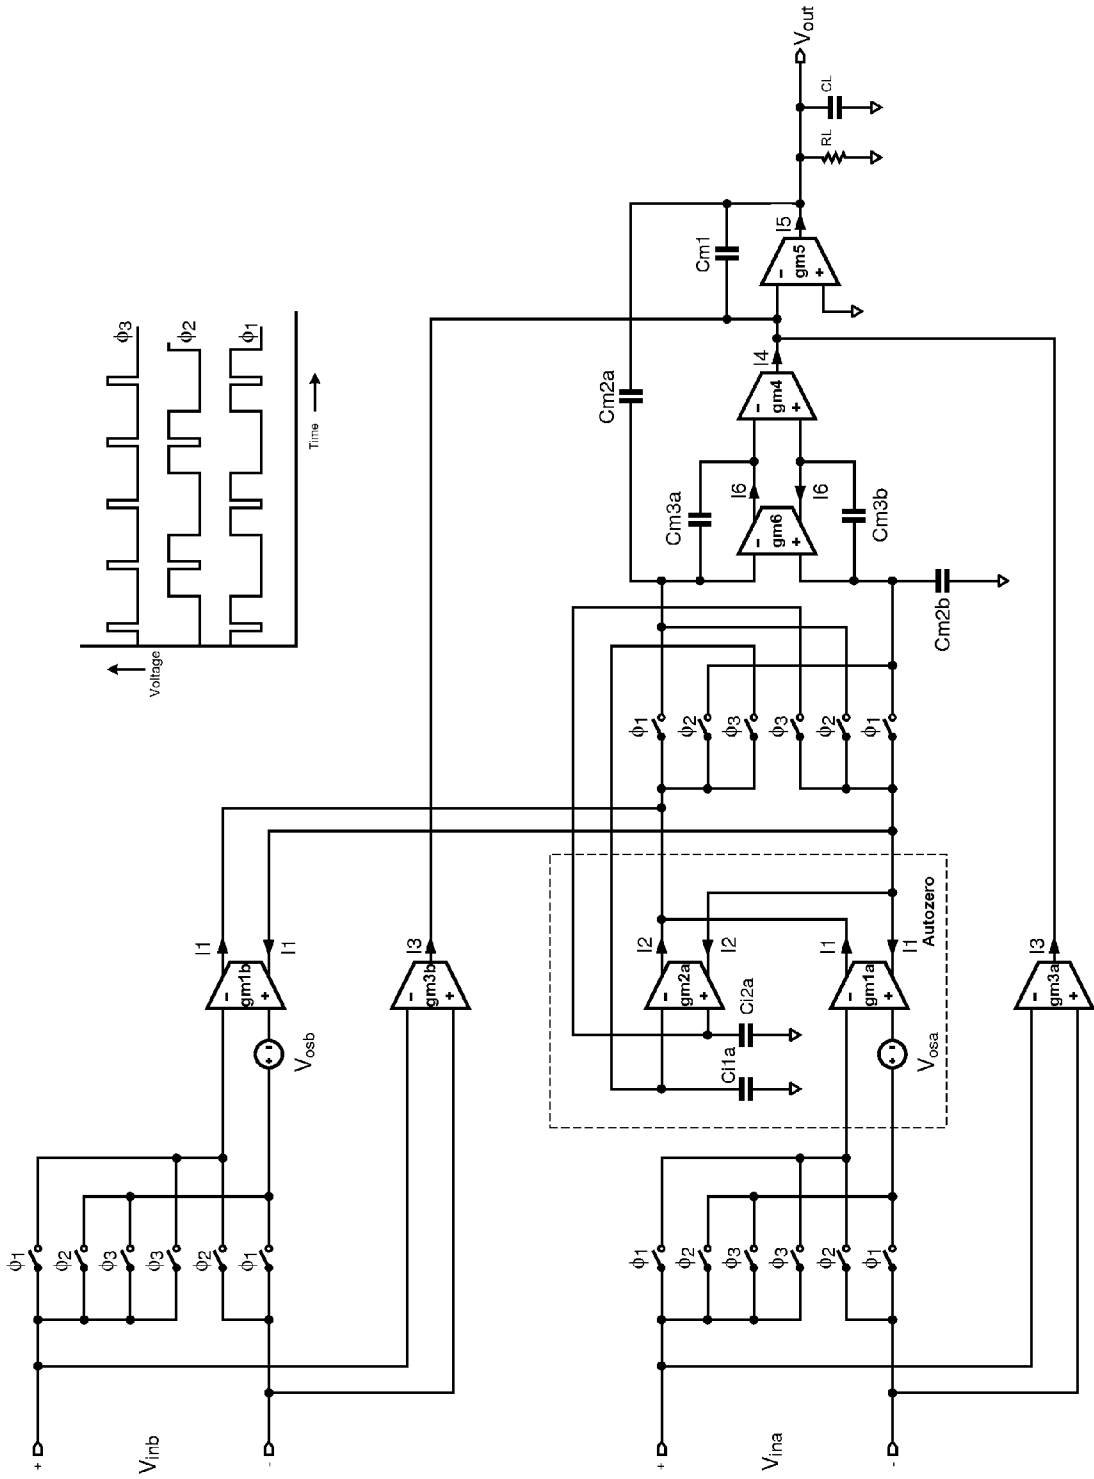 ϕ3
ϕ2
ϕ1
Voltage
Time
Vinb
+
-
ϕ1
ϕ2
ϕ3
ϕ3
ϕ2
ϕ1
Vosb
+
-
-
+
gm1b
I1
I1
-
+
gm3b
I3
Vina
+
-
ϕ1
ϕ2
ϕ3
ϕ3
ϕ2
ϕ1
Ci1a
Ci2a
-
+
gm2a
I2
I2
Vosa
+
-
-
+
gm1a
I1
I1
Autozero
-
+
gm3a
I3
ϕ1
ϕ2
ϕ3
ϕ3
ϕ2
ϕ1
Cm2a
Cm2b
Cm3a
Cm3b
-
+
gm6
I6
I6
-
+
gm4
I4
Cm1
-
+
gm5
I5
RL
CL
Vout